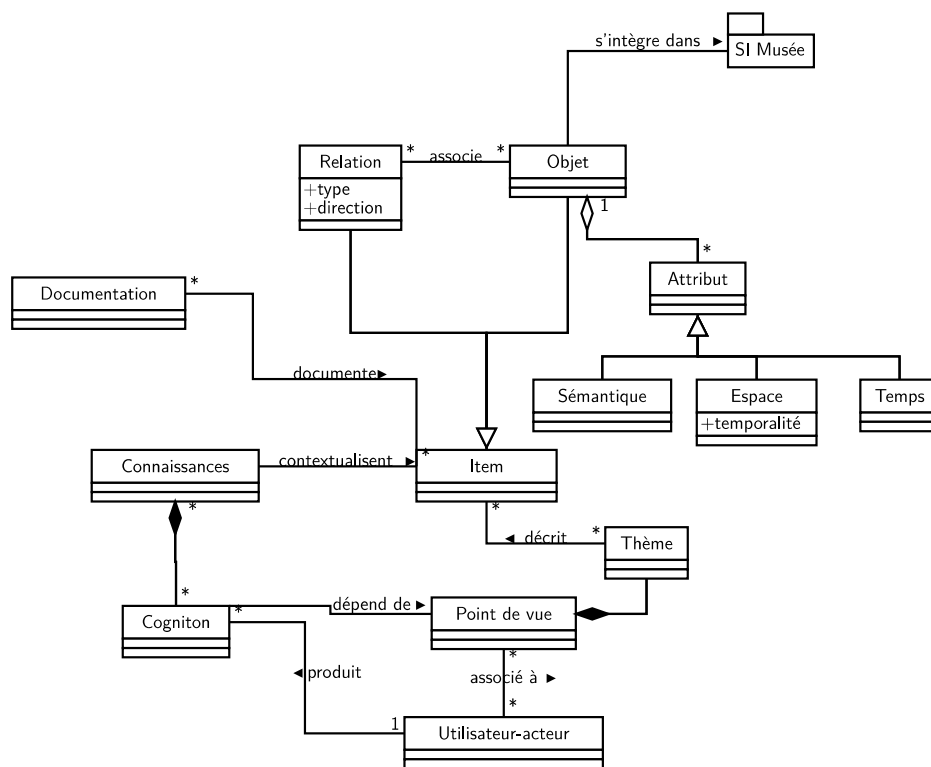 s'intègre dans ►
SI Musée
Relation
+type
+direction
*
associe
*
Objet
1
*
Attribut
Documentation
*
documente►
Sémantique
Espace
+temporalité
Temps
Connaissances
contextualisent ►
*
Item
*
*
◄ décrit
*
Thème
*
Cogniton
*
dépend de ►
Point de vue
*
◄ produit
associé à ►
*
1
Utilisateur-acteur